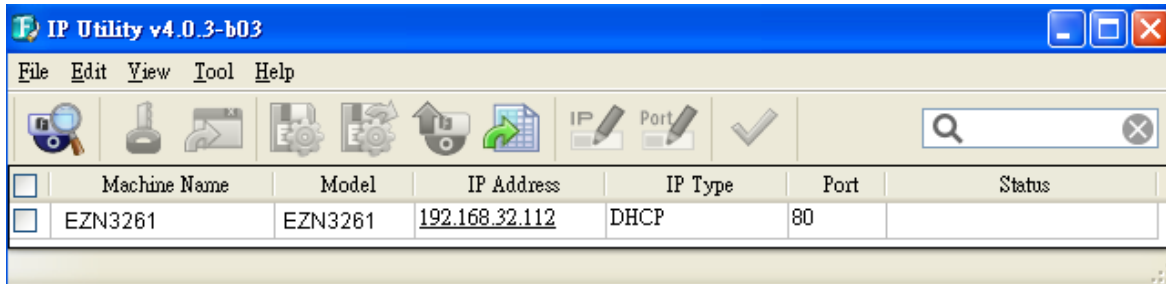 IP Utility v4.0.3-b03
File Edit View Tool Help
IP Port
Machine Name Model IP Address IP Type Port Status
EZN3261 EZN3261 192.168.32.112 DHCP 80